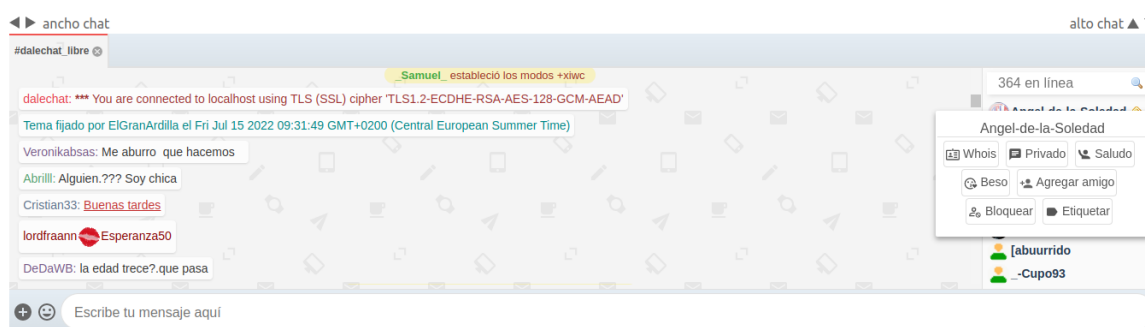 ◀ ▶ ancho chat
alto chat ▲
#dalechat_libre
_Samuel_ estableció los modos +xiwc
364 en línea
dalechat: *** You are connected to localhost using TLS (SSL) cipher 'TLS1.2-ECDHE-RSA-AES-128-GCM-AEAD'
Angel-de-la-Soledad
Tema fijado por ElGranArdilla el Fri Jul 15 2022 09:31:49 GMT+0200 (Central European Summer Time)
Angel-de-la-Soledad
Veronikabsas: Me aburro que hacemos
Whois Privado Saludo
Abrilll: Alguien.??? Soy chica
Beso Agregar amigo
Cristian33: Buenas tardes
Bloquear Etiquetar
lordfraann Esperanza50
[abuurrido
DeDaWB: la edad trece?.que pasa
_-Cupo93
Escribe tu mensaje aquí